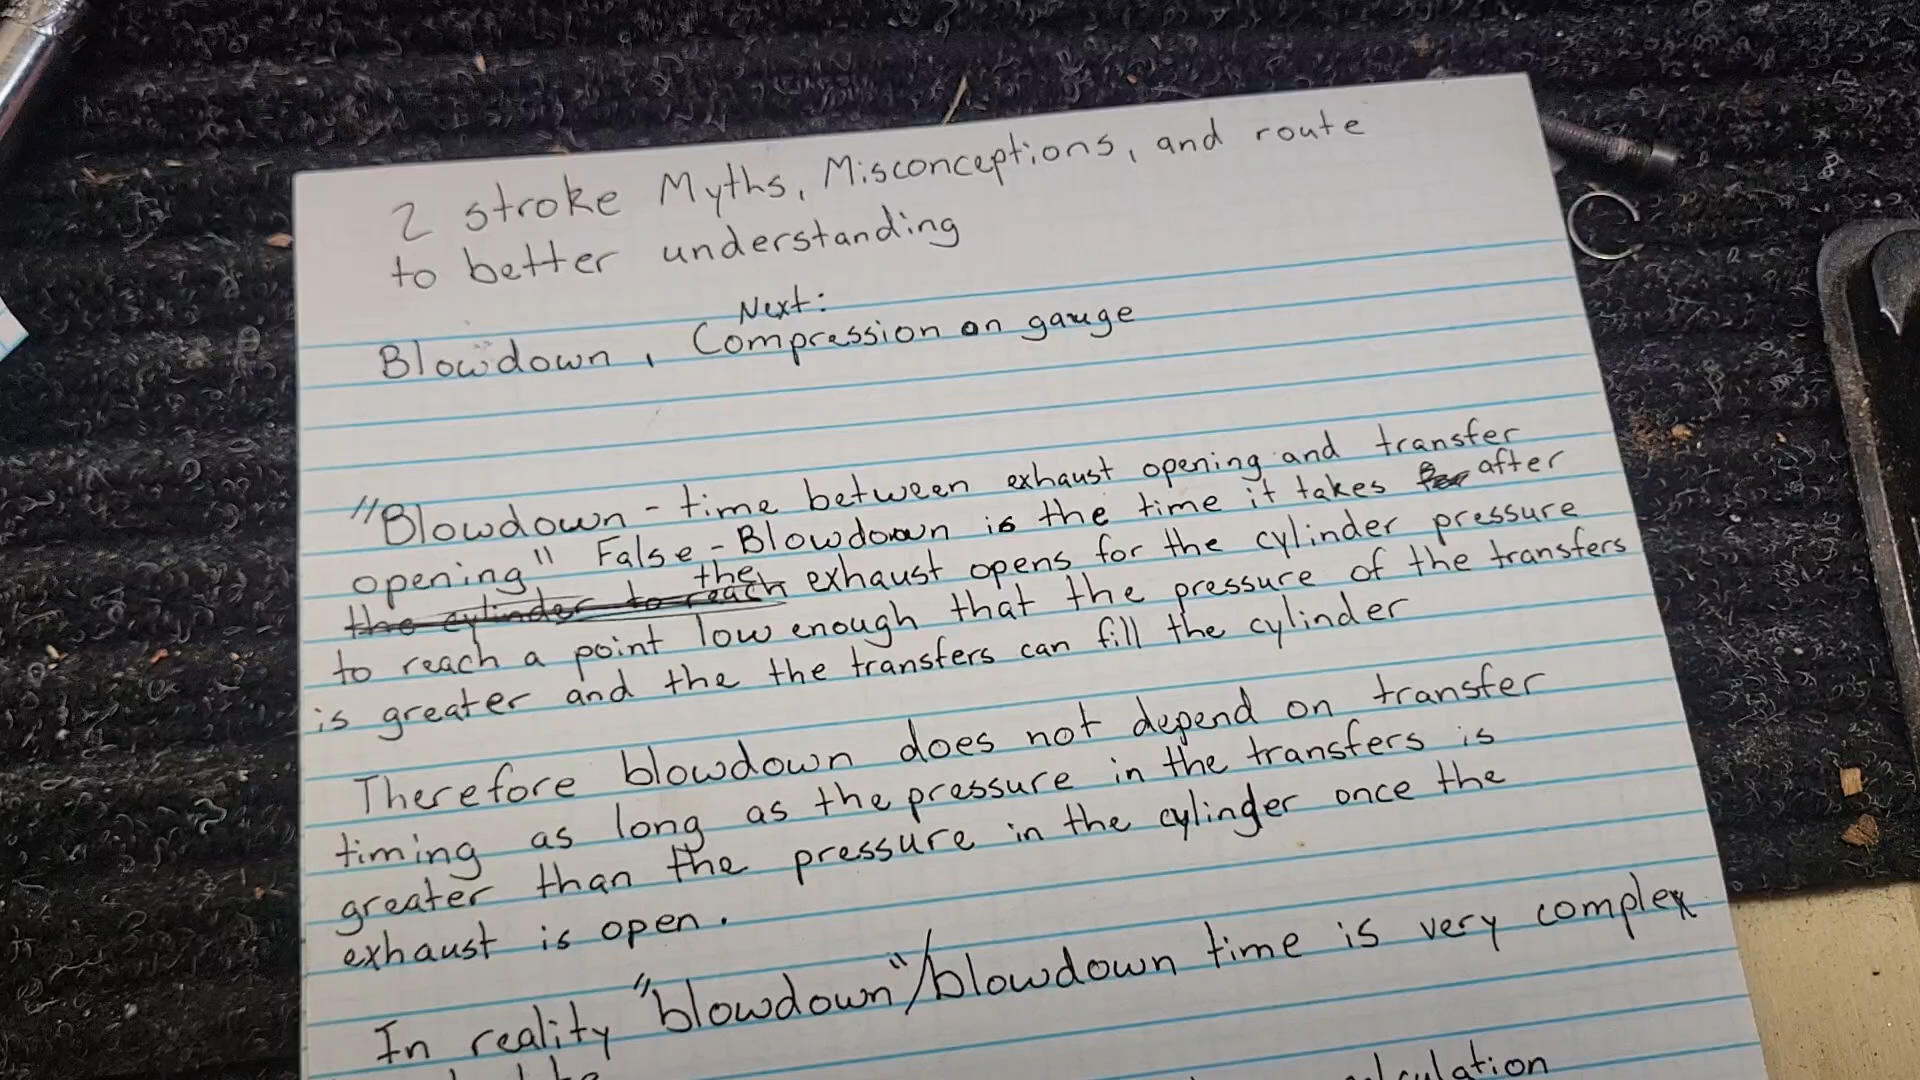 2 stroke Myths, Misconceptions, and route
to better understanding
Next:
Blowdown, Compression on gauge
"Blowdown - time between exhaust opening and transfer
opening" False - Blowdown is the time it takes after
the cylinder to reach the exhaust opens for the cylinder pressure
to reach a point low enough that the pressure of the transfers
is greater and the the transfers can fill the cylinder
Therefore blowdown does not depend on transfer
timing as long as the pressure in the transfers is
greater than the pressure in the cylinder once the
exhaust is open.
In reality "blowdown"/blowdown time is very complex